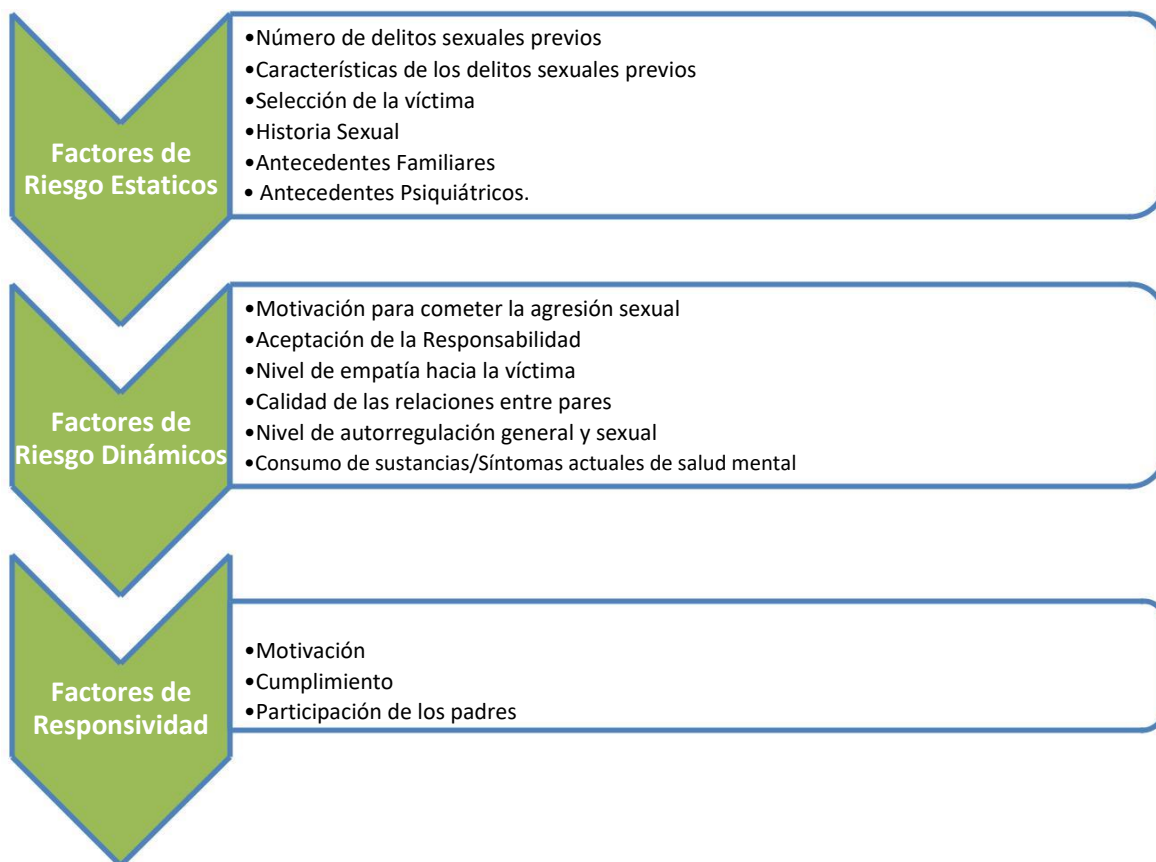 Factores de
Riesgo Estaticos
•Número de delitos sexuales previos
•Características de los delitos sexuales previos
•Selección de la víctima
•Historia Sexual
•Antecedentes Familiares
• Antecedentes Psiquiátricos.
Factores de
Riesgo Dinámicos
•Motivación para cometer la agresión sexual
•Aceptación de la Responsabilidad
•Nivel de empatía hacia la víctima
•Calidad de las relaciones entre pares
•Nivel de autorregulación general y sexual
•Consumo de sustancias/Síntomas actuales de salud mental
Factores de
Responsividad
•Motivación
•Cumplimiento
•Participación de los padres